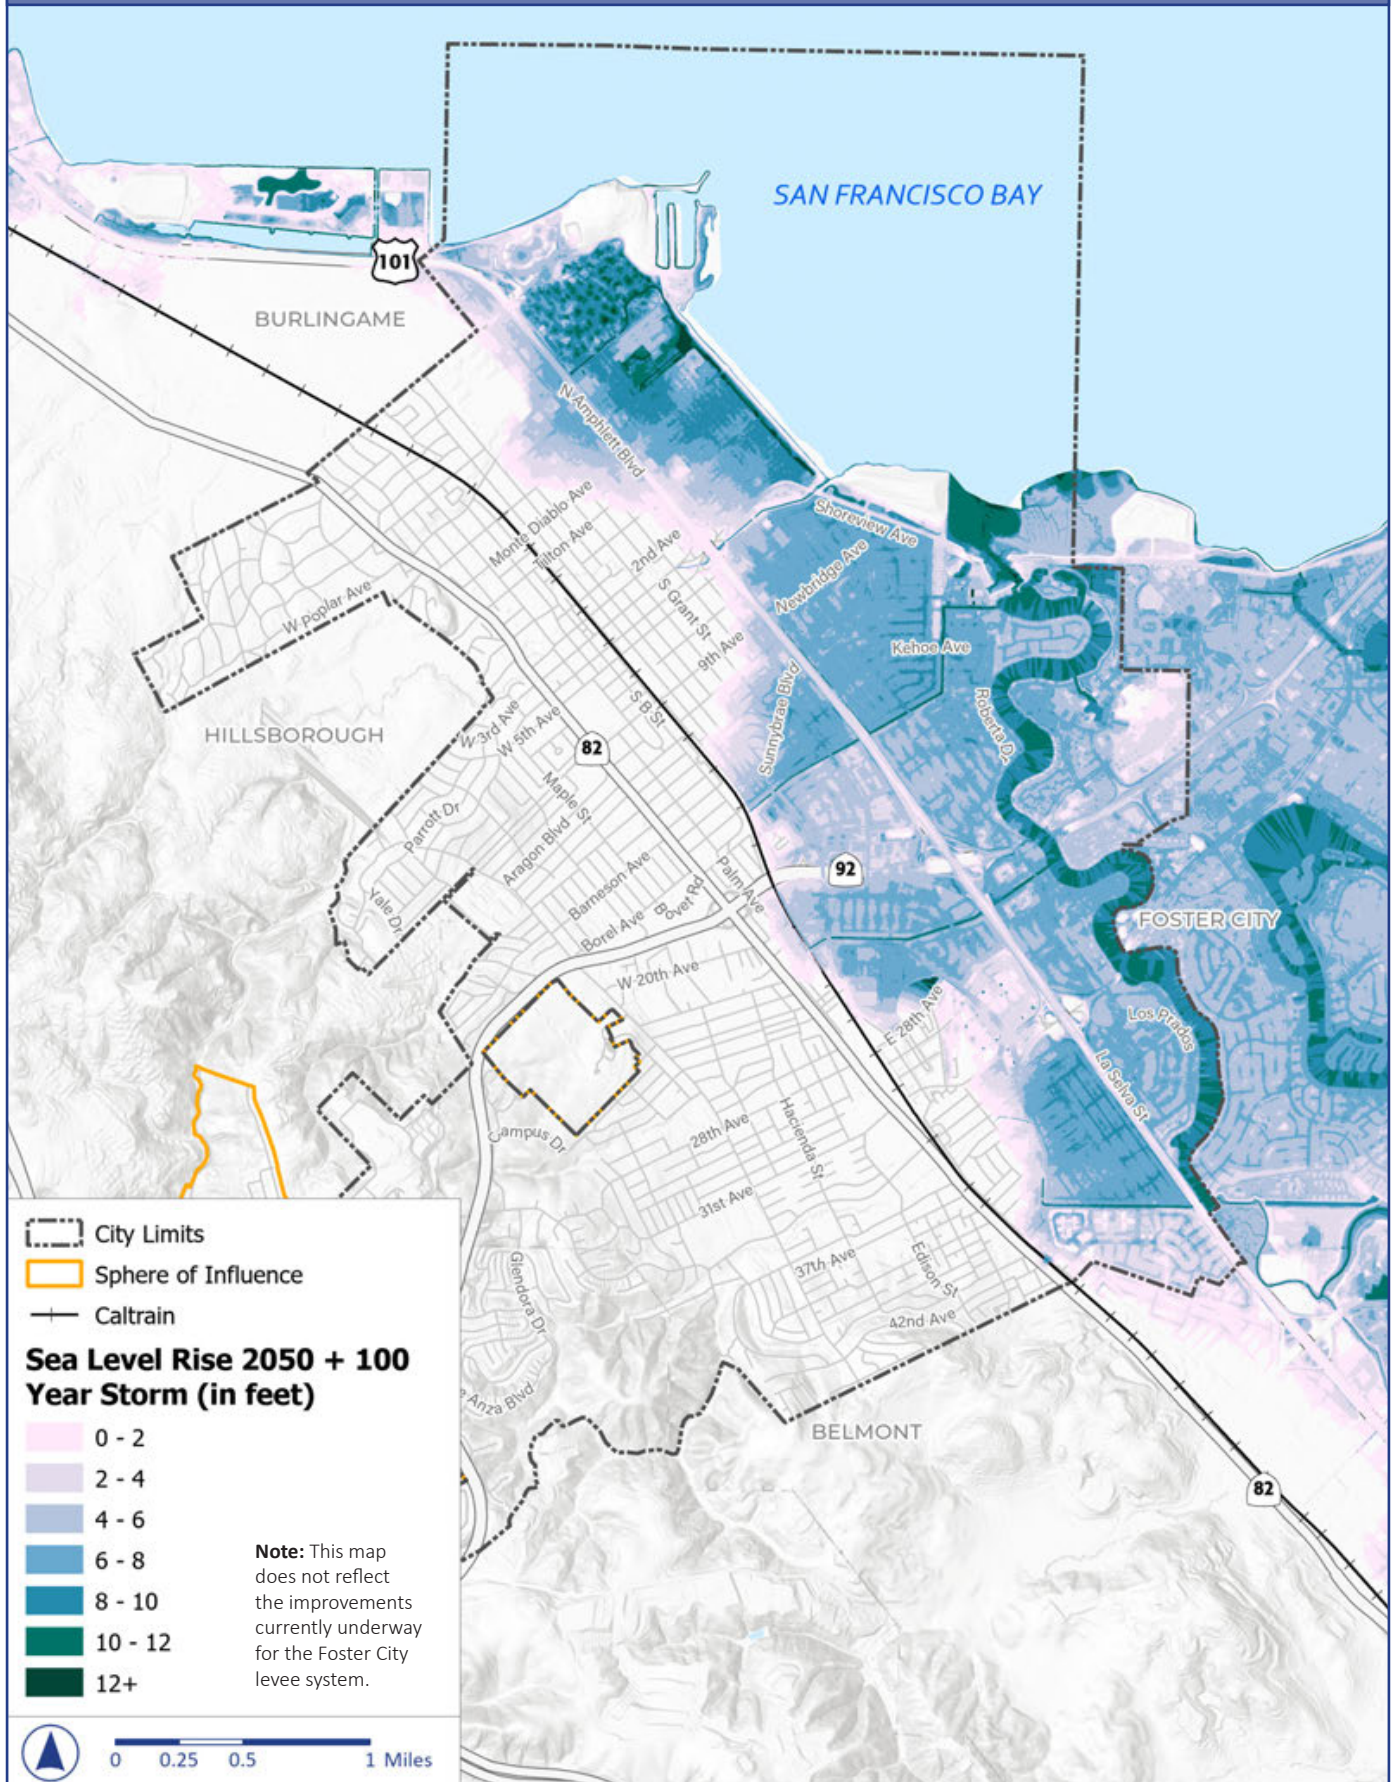 SAN FRANCISCO BAY
101
BURLINGAME
N Amphlett Blvd
Monte Diablo Ave
Tilton Ave
2nd Ave
Shoreview Ave
Newbridge Ave
S Grant St
W Poplar Ave
9th Ave
Kehoe Ave
Sunnybrae Blvd
Roberta Dr
S B St
HILLSBOROUGH
W 3rd Ave
W 5th Ave
82
Maple St
Parrott Dr
Aragon Blvd
Barneson Ave
Palm Ave
92
Yale Dr
Bovet Rd
Borel Ave
FOSTER CITY
W 20th Ave
E 28th Ave
Los Prados
La Selva St
Campus Dr
28th Ave
Hacienda St
31st Ave
37th Ave
Edison St
Glendora Dr
42nd Ave
e Anza Blvd
BELMONT
82
City Limits
Sphere of Influence
Caltrain
Sea Level Rise 2050 + 100
Year Storm (in feet)
0 - 2
2 - 4
4 - 6
6 - 8
8 - 10
10 - 12
12+
Note: This map
does not reflect
the improvements
currently underway
for the Foster City
levee system.
0 0.25 0.5 1 Miles